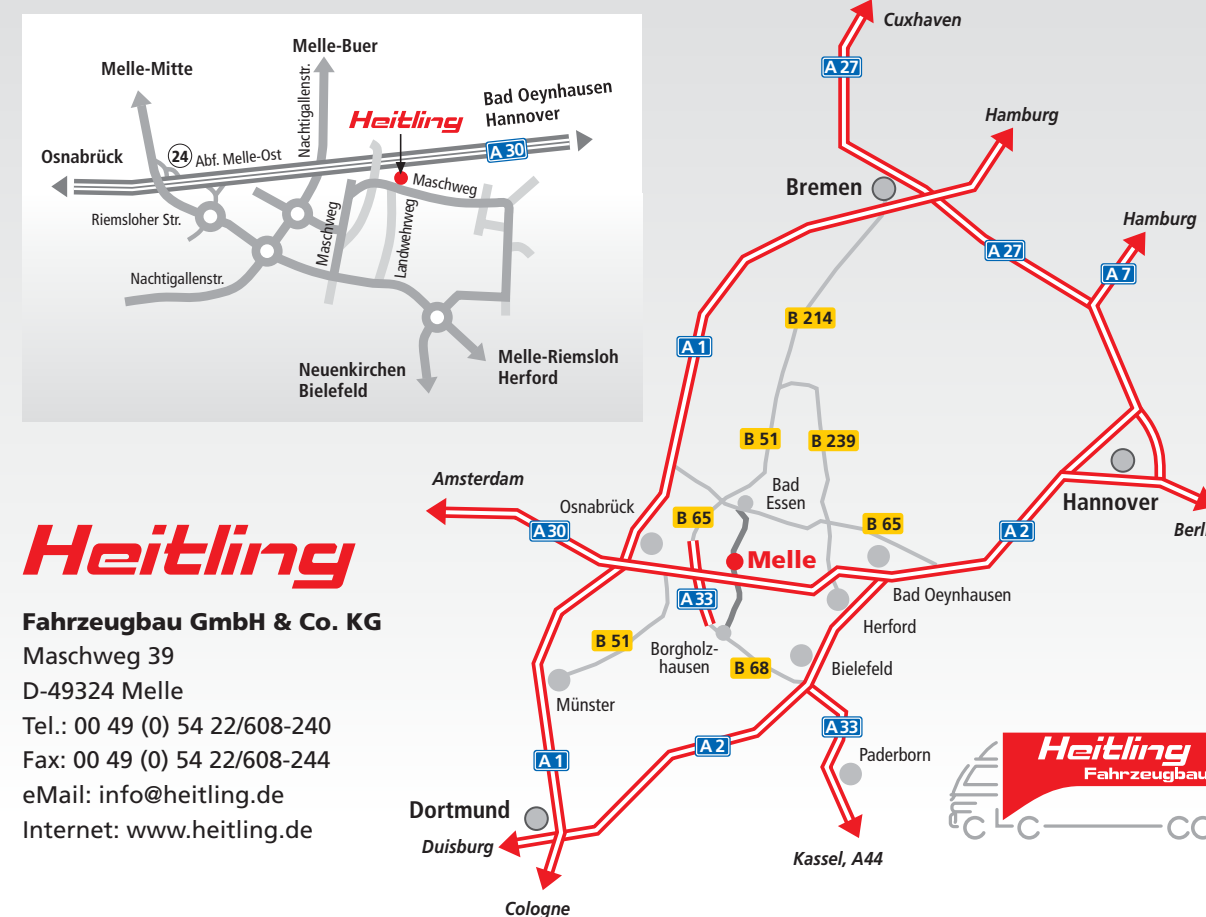 Melle-Buer
Melle-Mitte
Nachtigallenstr.
Bad Oeynhausen
Hannover
Heitling
Osnabrück
24
Abf. Melle-Ost
A 30
Maschweg
Riemsloher Str.
Maschweg
Landwehrweg
Nachtigallenstr.
Neuenkirchen
Bielefeld
Melle-Riemsloh
Herford
Cuxhaven
A 27
Hamburg
Bremen
Hamburg
A 27
A 7
B 214
A 1
B 51
B 239
Amsterdam
Bad
Essen
Osnabrück
Hannover
B 65
B 65
A 30
A 2
Berl
Melle
Bad Oeynhausen
A 33
Herford
B 51
Borgholz-
hausen
B 68
Bielefeld
Münster
A 33
A 2
Paderborn
A 1
Dortmund
Duisburg
Kassel, A44
Cologne
Heitling
Fahrzeugbau GmbH & Co. KG
Maschweg 39
D-49324 Melle
Tel.: 00 49 (0) 54 22/608-240
Fax: 00 49 (0) 54 22/608-244
eMail: info@heitling.de
Internet: www.heitling.de
Heitling
Fahrzeugbau